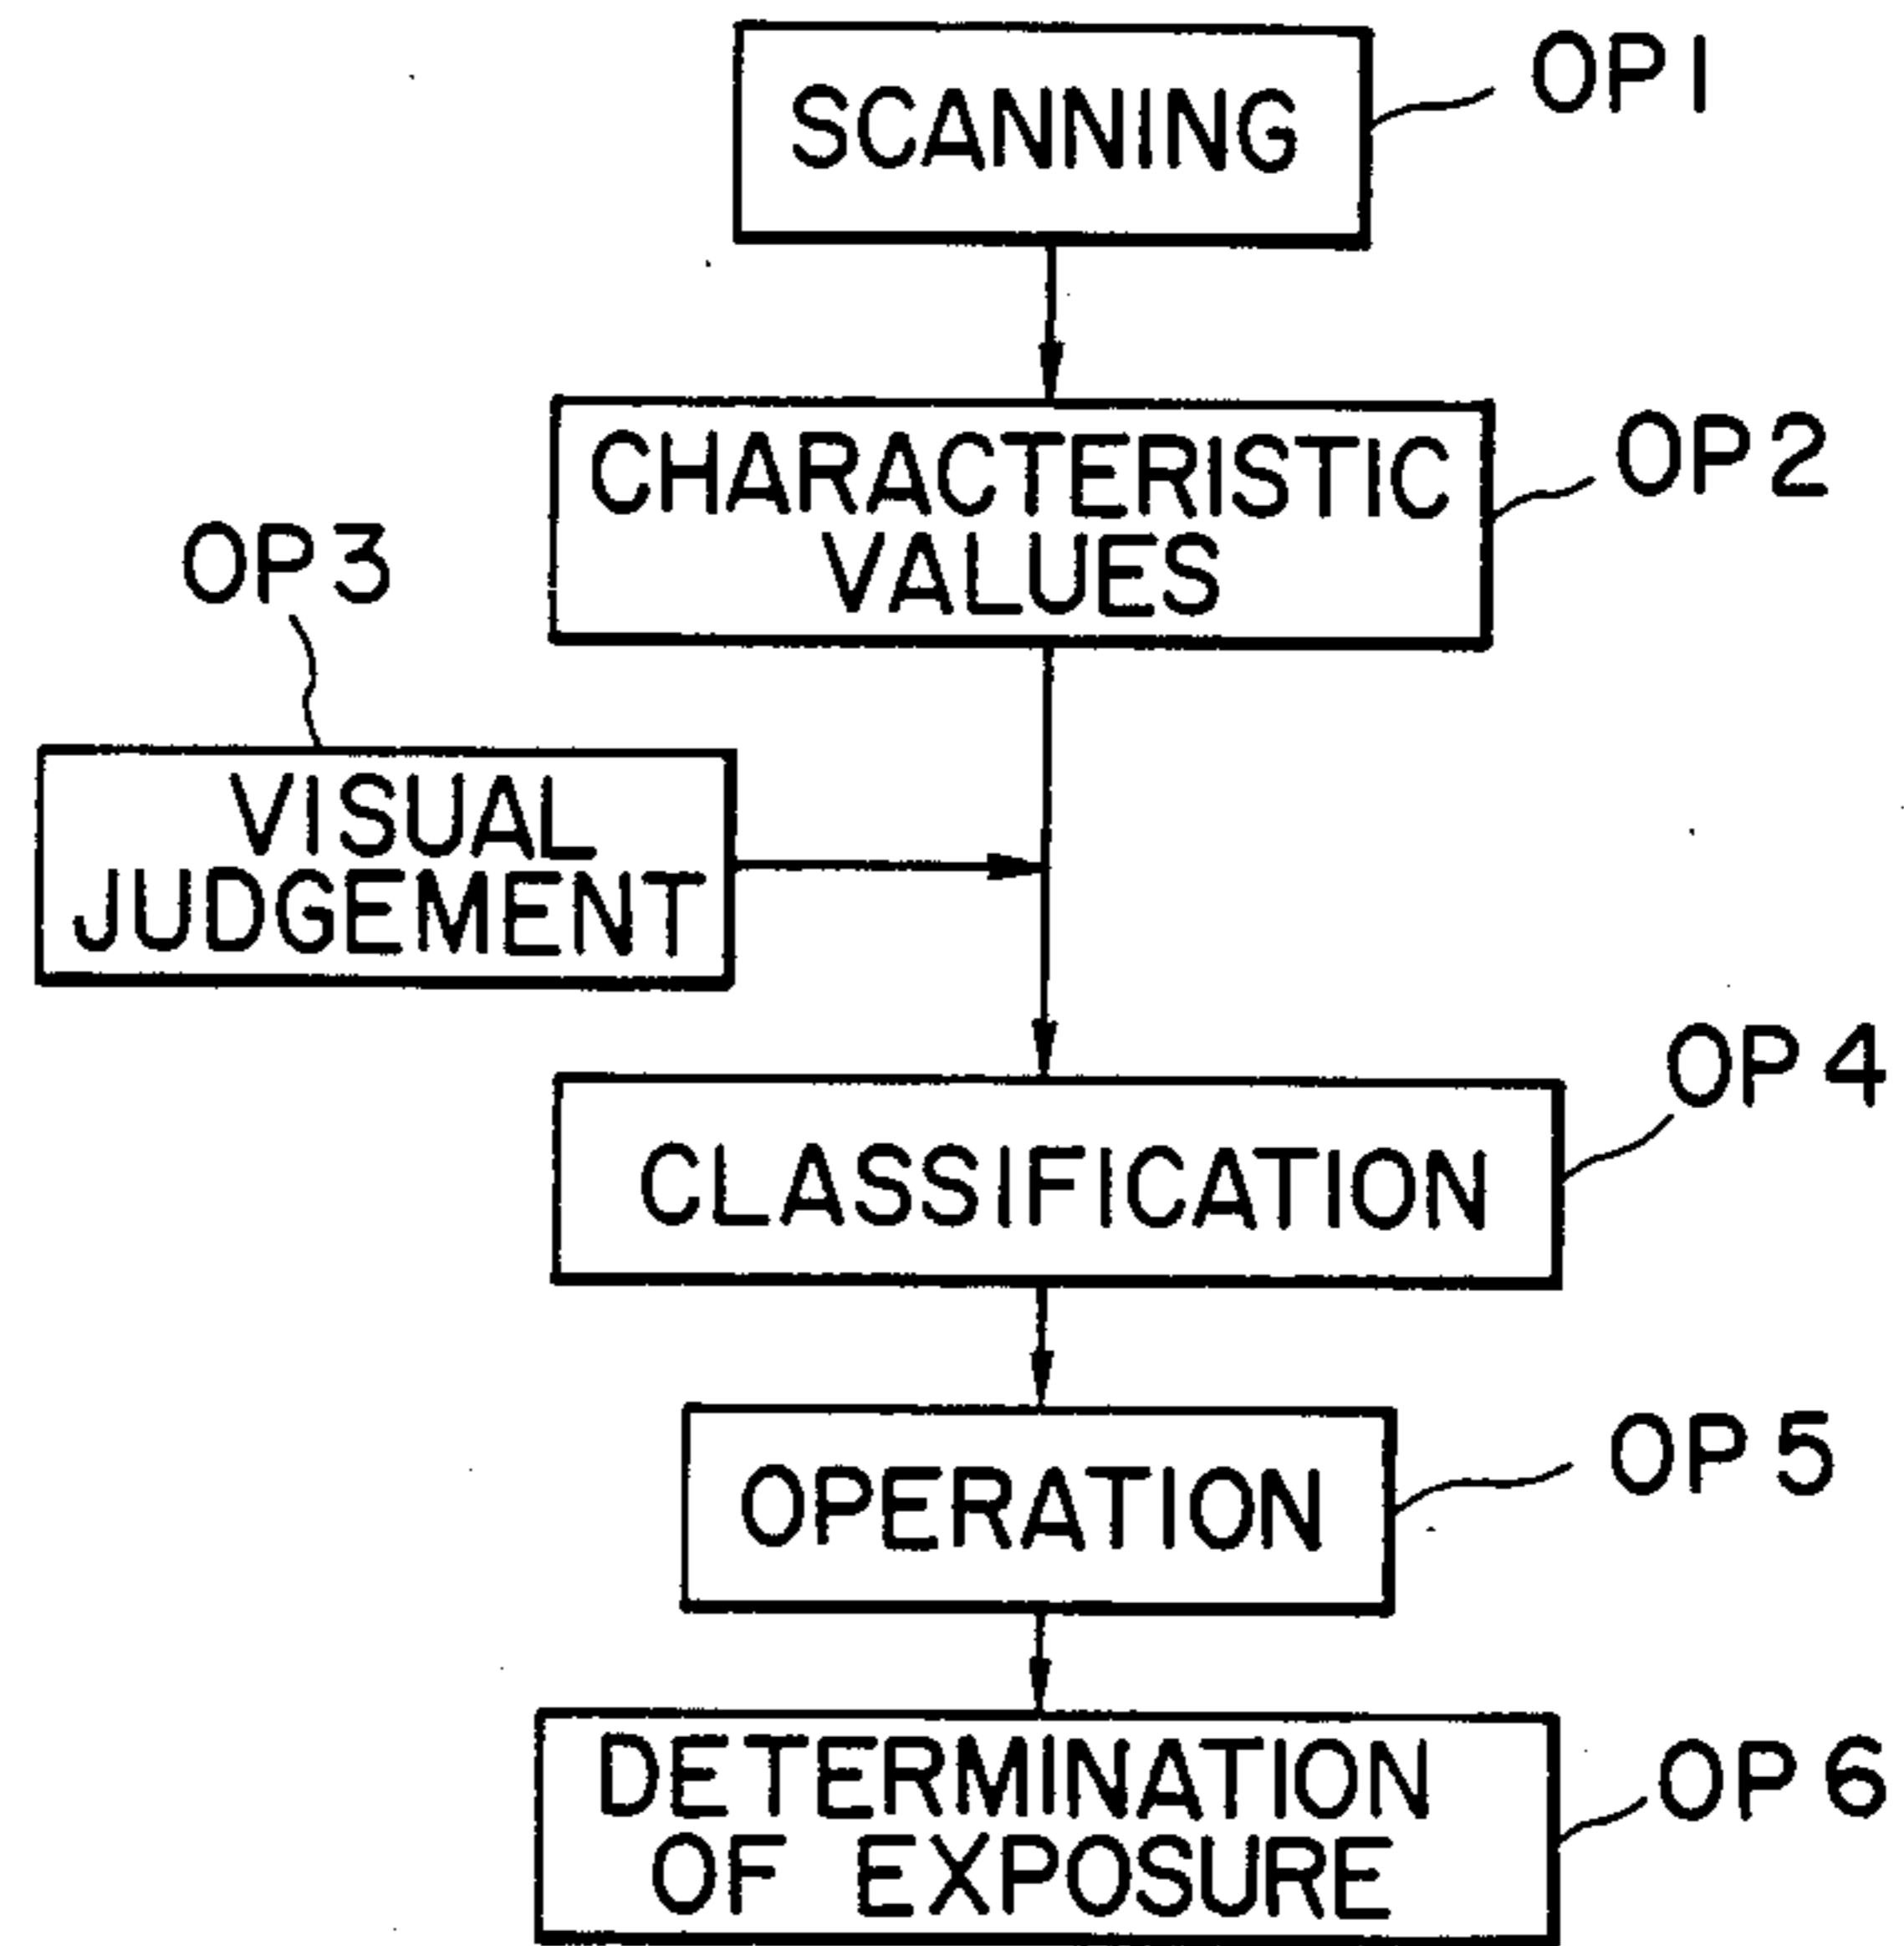 SCANNING
OP1
CHARACTERISTIC
VALUES
OP2
OP3
VISUAL
JUDGEMENT
OP4
CLASSIFICATION
OP5
OPERATION
DETERMINATION
OF EXPOSURE
OP6